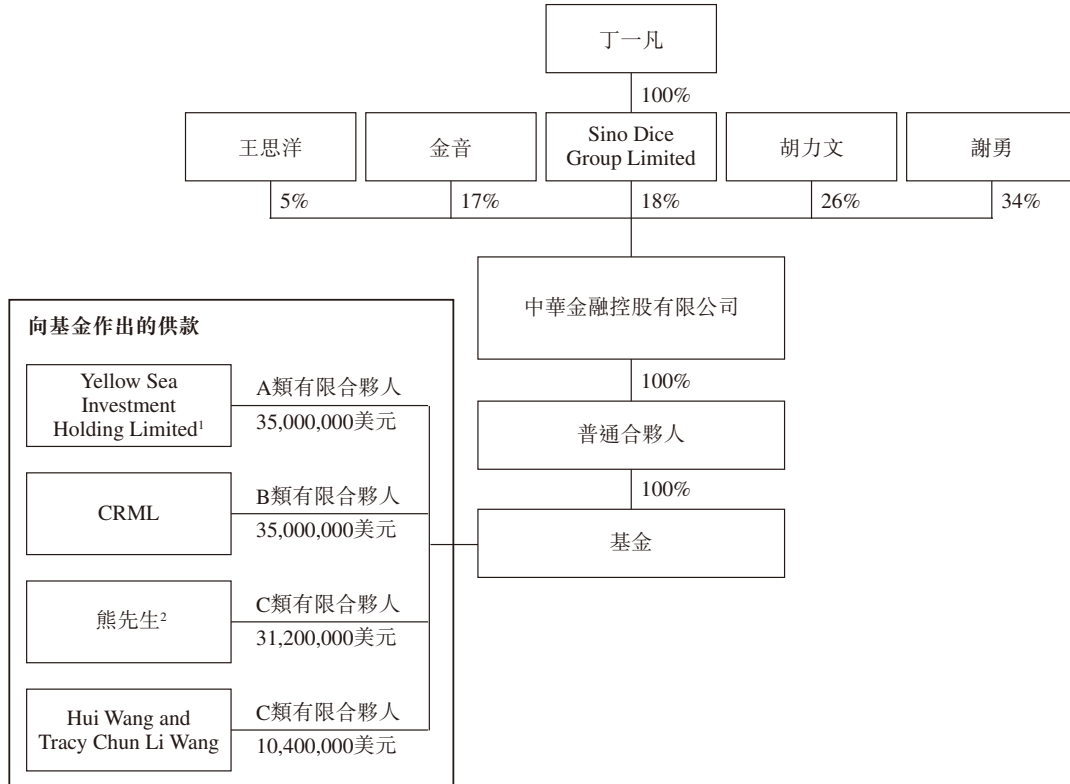 丁一凡
100%
王思洋
金音
Sino Dice
Group Limited
胡力文
謝勇
5%
17%
18%
26%
34%
中華金融控股有限公司
100%
普通合夥人
100%
基金
向基金作出的供款
Yellow Sea
Investment
Holding Limited¹
A類有限合夥人
35,000,000美元
CRML
B類有限合夥人
35,000,000美元
熊先生²
C類有限合夥人
31,200,000美元
Hui Wang and
Tracy Chun Li Wang
C類有限合夥人
10,400,000美元